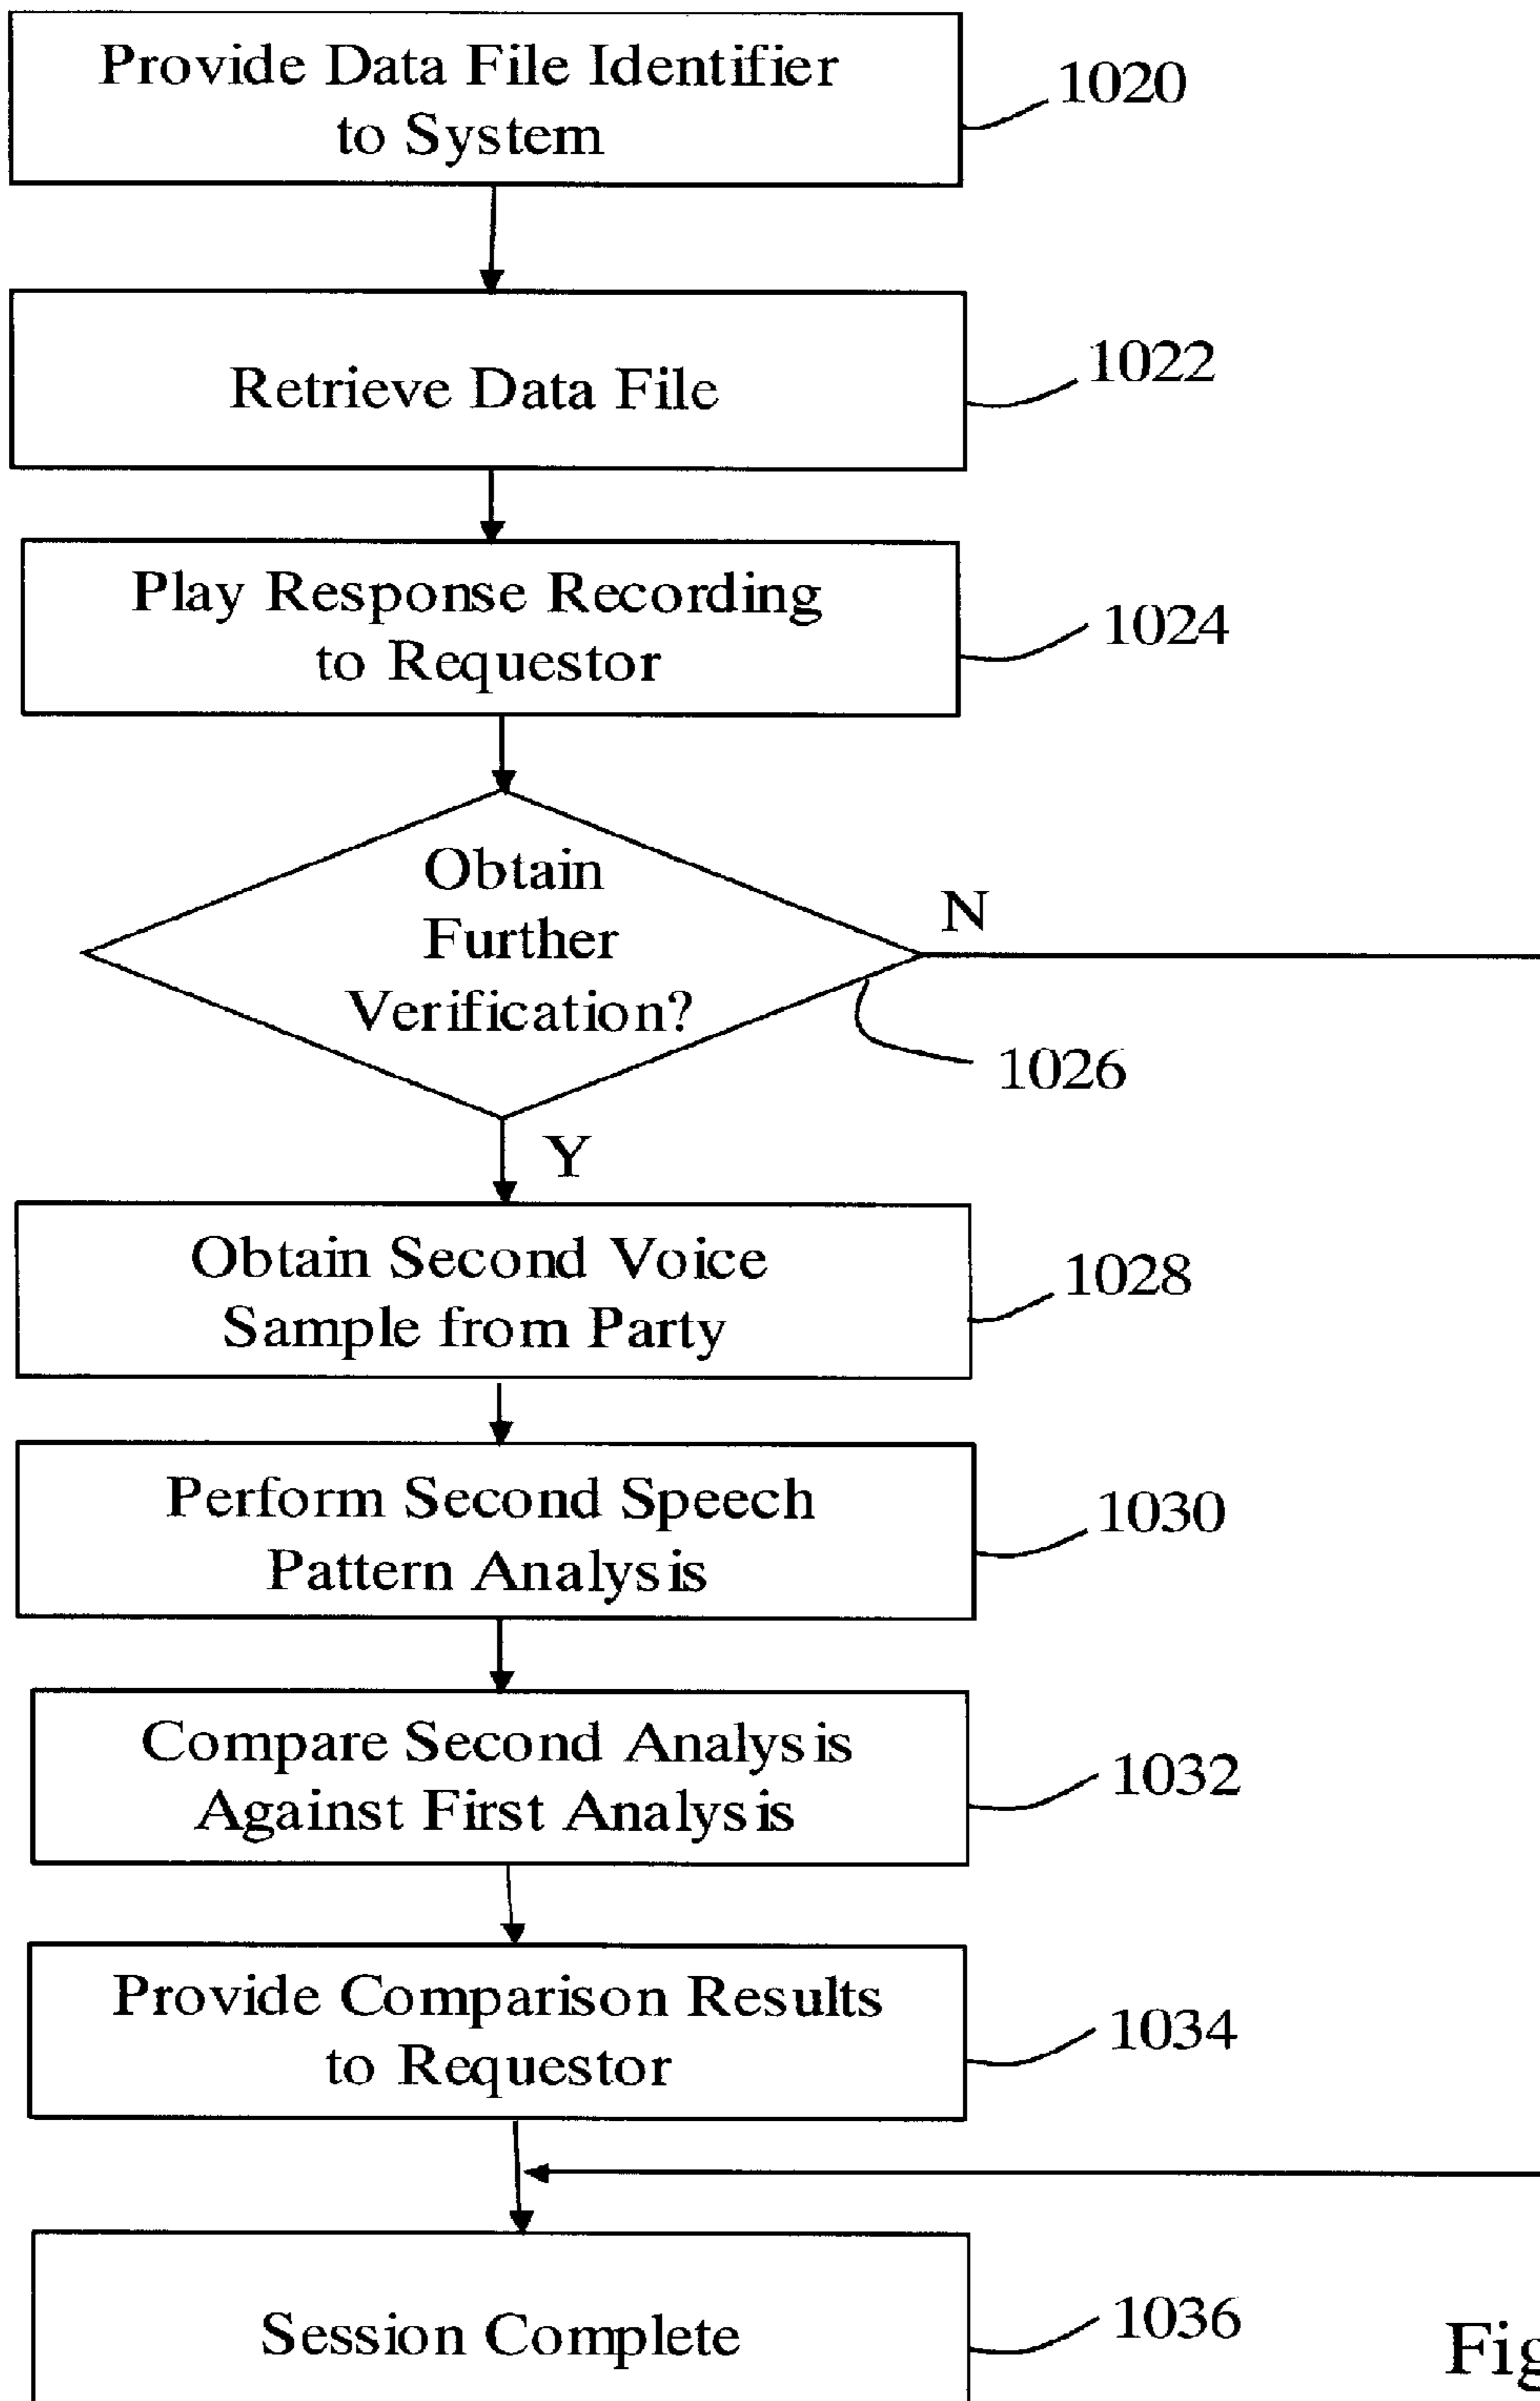 Provide Data File Identifier
to System
1020
Retrieve Data File
1022
Play Response Recording
to Requestor
1024
Obtain
Further
Verification?
N
1026
Y
Obtain Second Voice
Sample from Party
1028
Perform Second Speech
Pattern Analysis
1030
Compare Second Analysis
Against First Analysis
1032
Provide Comparison Results
to Requestor
1034
Session Complete
1036
Fig